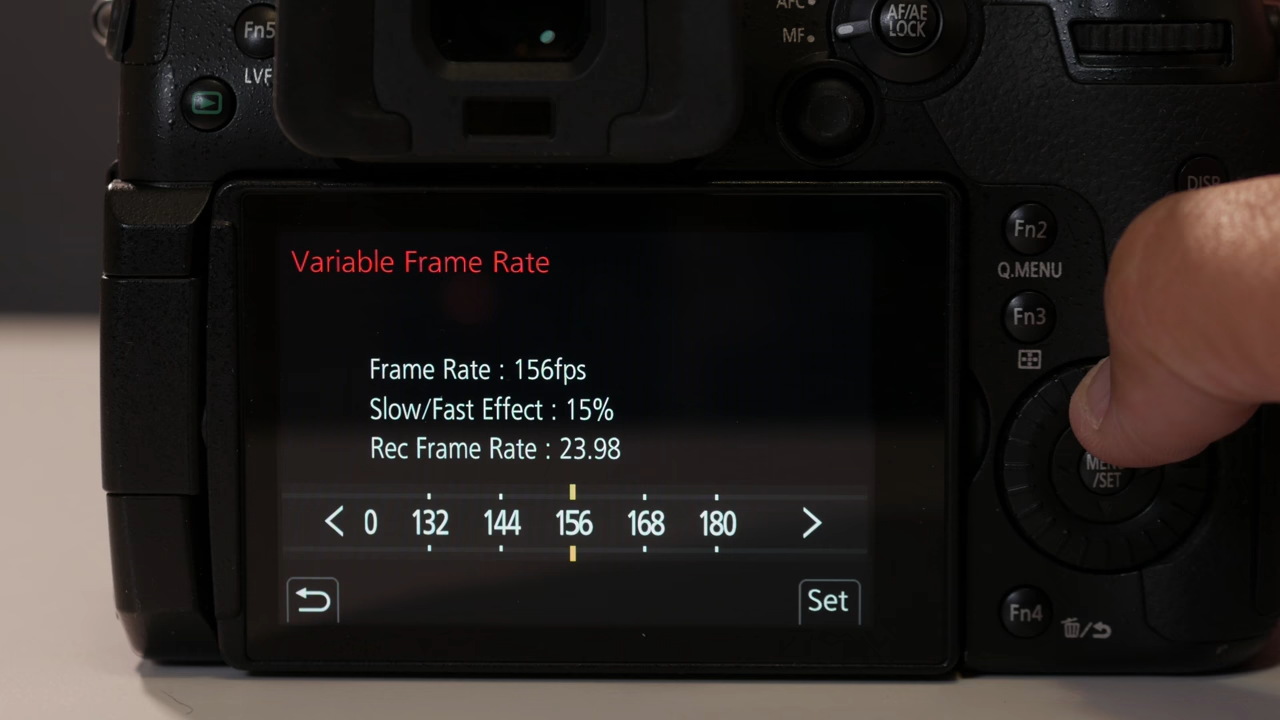 AFC
MF
AF/AE
LOCK
Fn5
LVF
DISP.
Fn2
Q.MENU
Fn3
Variable Frame Rate
Frame Rate : 156fps
Slow/Fast Effect : 15%
Rec Frame Rate : 23.98
< 0 132 144 156 168 180 >
Set
MENU
/SET
Fn4